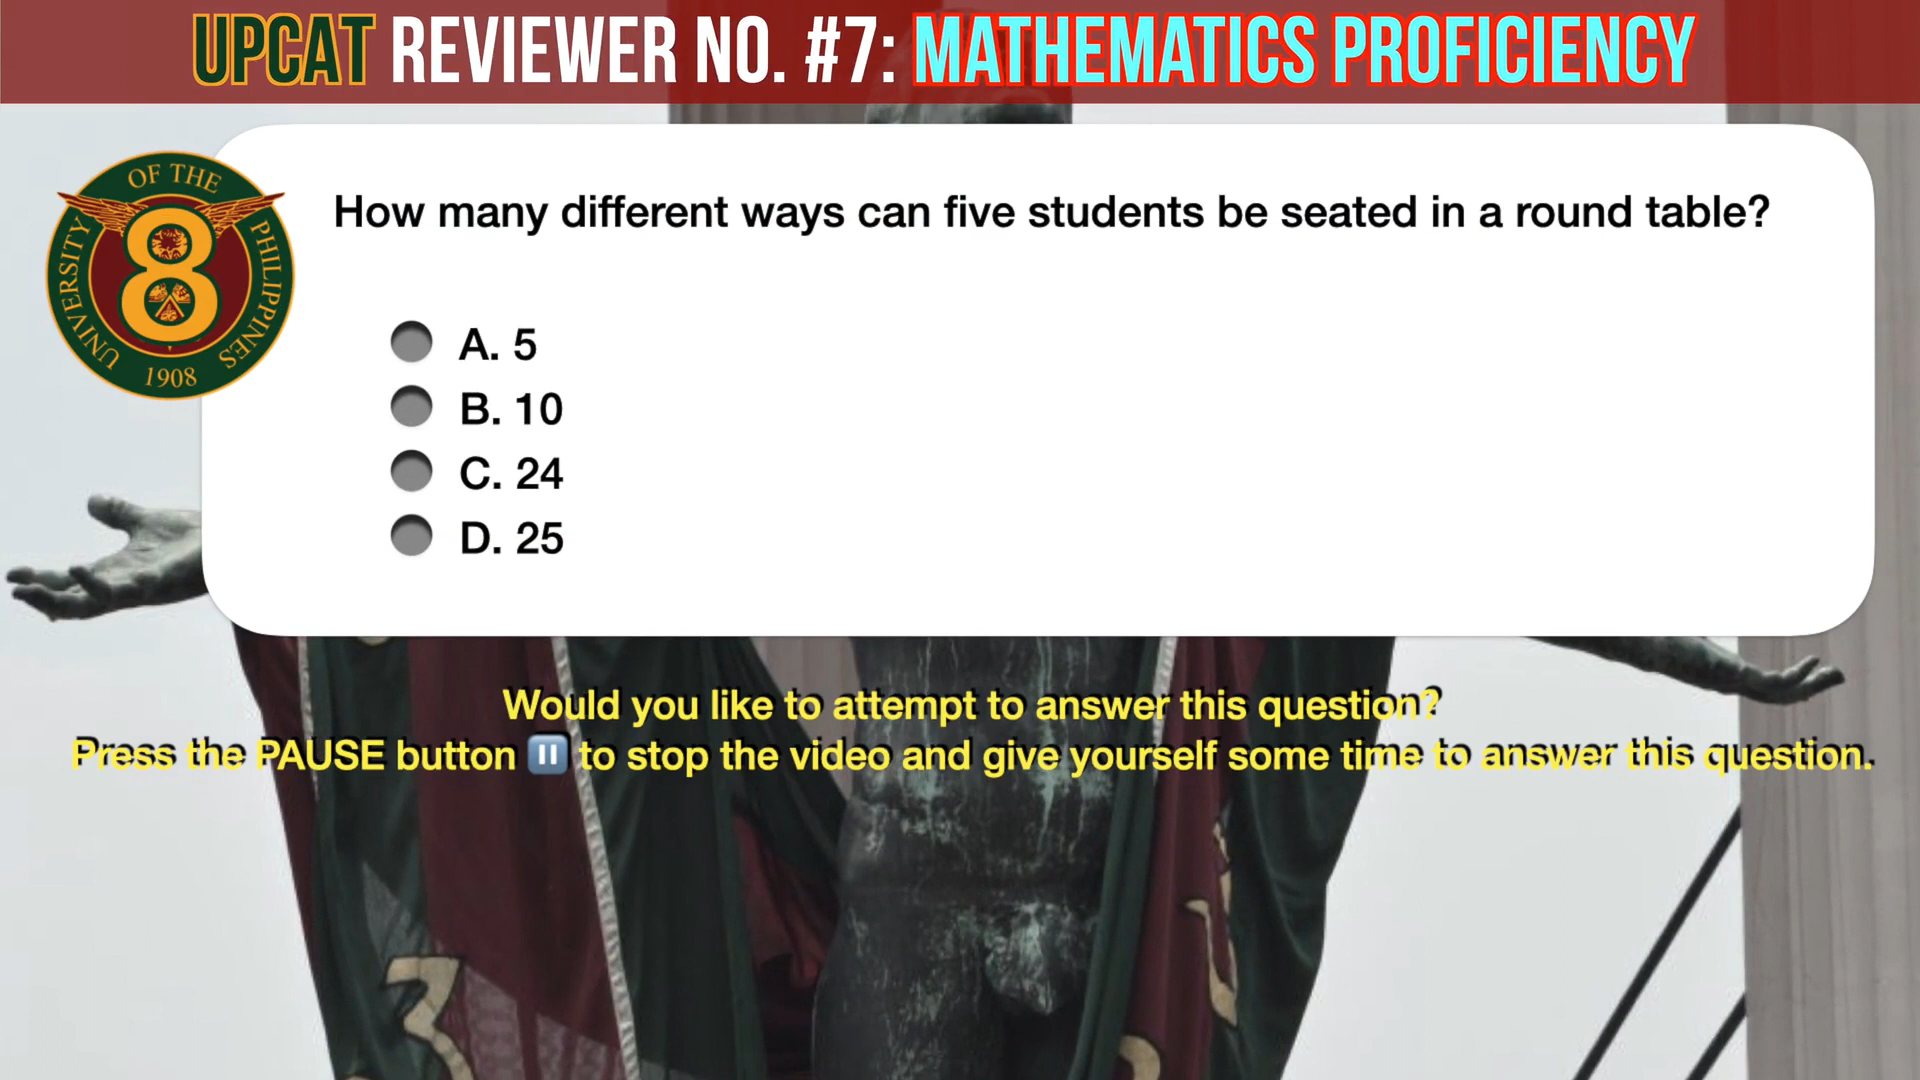 UPCAT REVIEWER NO. #7: MATHEMATICS PROFICIENCY
UNIVERSITY OF THE PHILIPPINES
1908
How many different ways can five students be seated in a round table?
A. 5
B. 10
C. 24
D. 25
Would you like to attempt to answer this question?
Press the PAUSE button ⏸️ to stop the video and give yourself some time to answer this question.
3